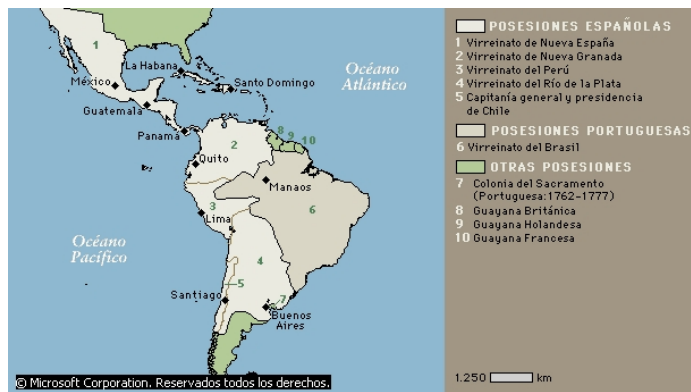 1
La Habana
México
Santo Domingo
Guatemala
Océano
Atlántico
Panamá
8
9
10
2
Quito
Manaos
3
Lima
6
Océano
Pacífico
4
5
Santiago
7
Buenos
Aires
© Microsoft Corporation. Reservados todos los derechos.
POSESIONES ESPAÑOLAS
1 Virreinato de Nueva España
2 Virreinato de Nueva Granada
3 Virreinato del Perú
4 Virreinato del Río de la Plata
5 Capitanía general y presidencia
de Chile
POSESIONES PORTUGUESAS
6 Virreinato del Brasil
OTRAS POSESIONES
7 Colonia del Sacramento
(Portuguesa:1762-1777)
8 Guayana Británica
9 Guayana Holandesa
10 Guayana Francesa
1.250 km